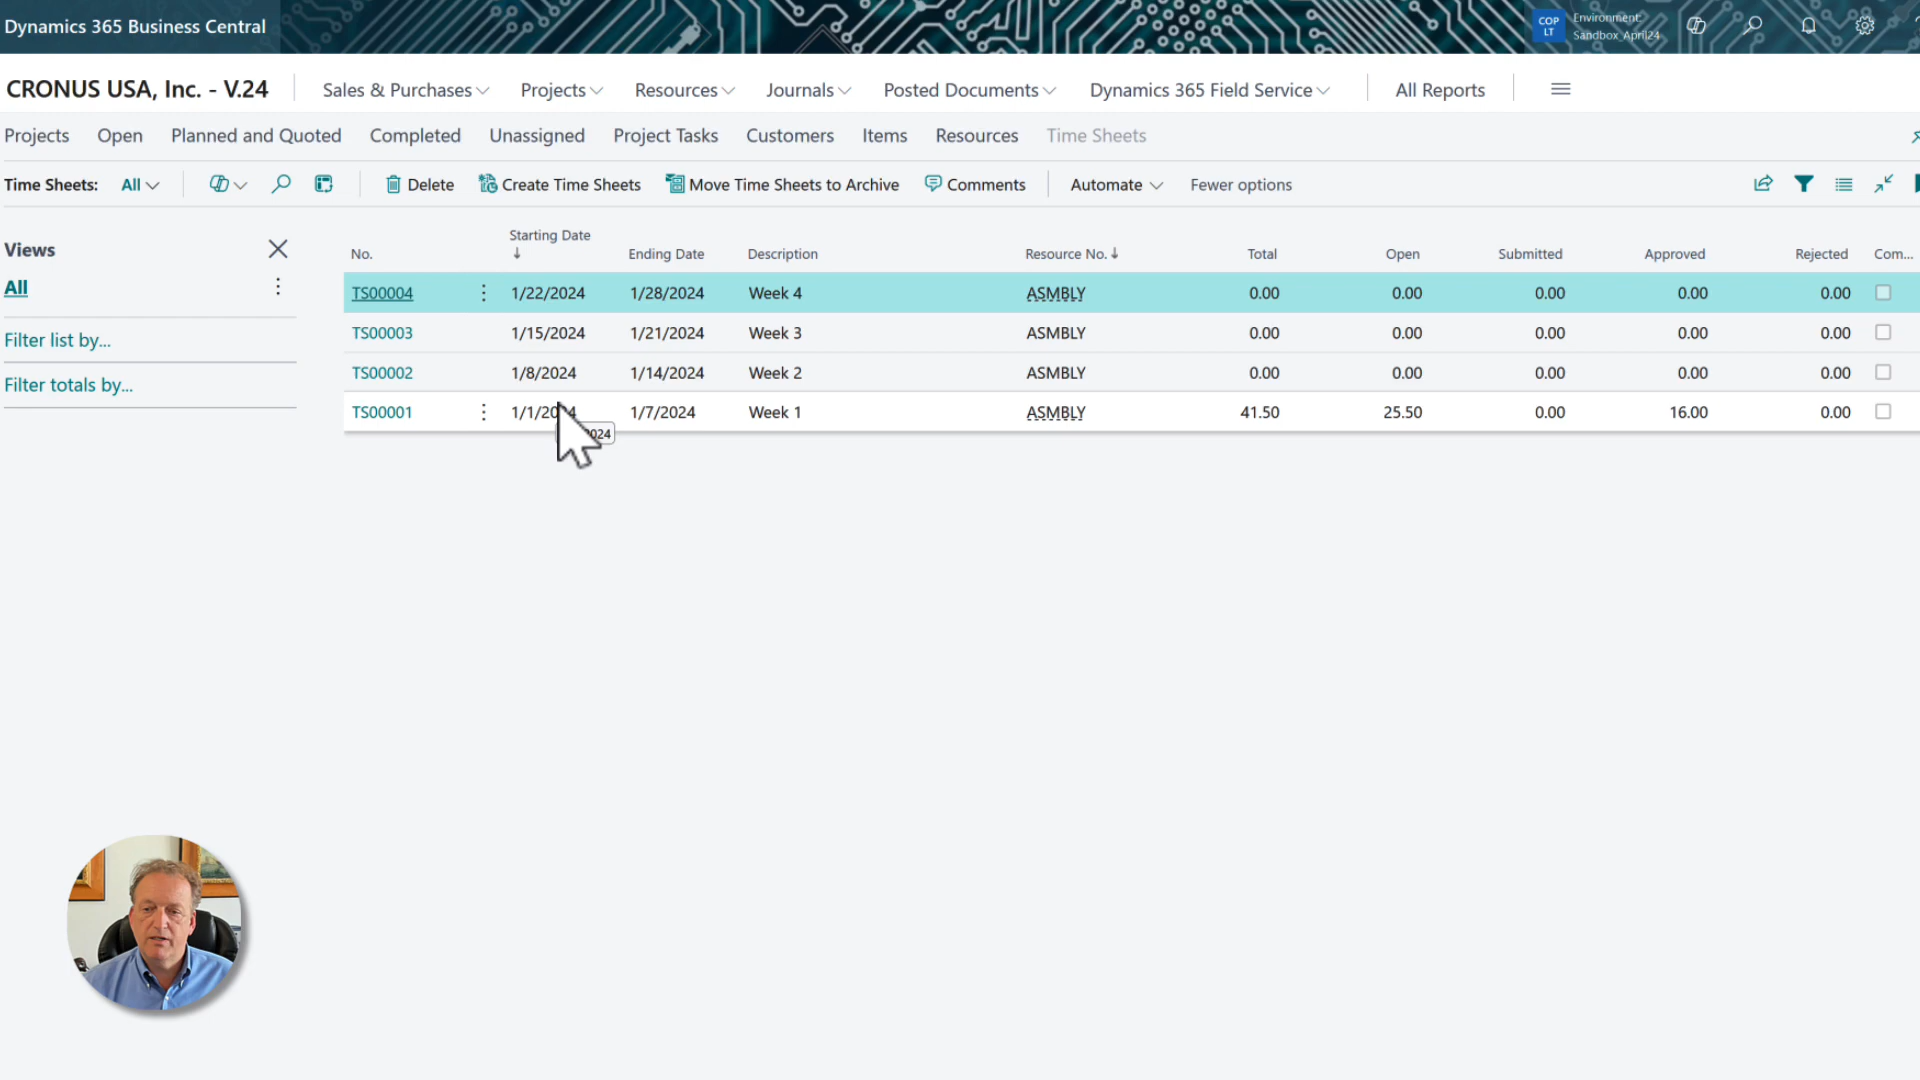 Dynamics 365 Business Central
COP
LT
Environment:
Sandbox_April24
CRONUS USA, Inc. - V.24
Sales & Purchases
Projects
Resources
Journals
Posted Documents
Dynamics 365 Field Service
All Reports
Projects
Open
Planned and Quoted
Completed
Unassigned
Project Tasks
Customers
Items
Resources
Time Sheets
Time Sheets:
All
Delete
Create Time Sheets
Move Time Sheets to Archive
Comments
Automate
Fewer options
Views
All
Filter list by...
Filter totals by...
No. Starting Date ↓ Ending Date Description Resource No. ↓ Total Open Submitted Approved Rejected Com...
TS00004 1/22/2024 1/28/2024 Week 4 ASMBLY 0.00 0.00 0.00 0.00 0.00
TS00003 1/15/2024 1/21/2024 Week 3 ASMBLY 0.00 0.00 0.00 0.00 0.00
TS00002 1/8/2024 1/14/2024 Week 2 ASMBLY 0.00 0.00 0.00 0.00 0.00
TS00001 1/7/2024 Week 1 ASMBLY 41.50 25.50 0.00 16.00 0.00